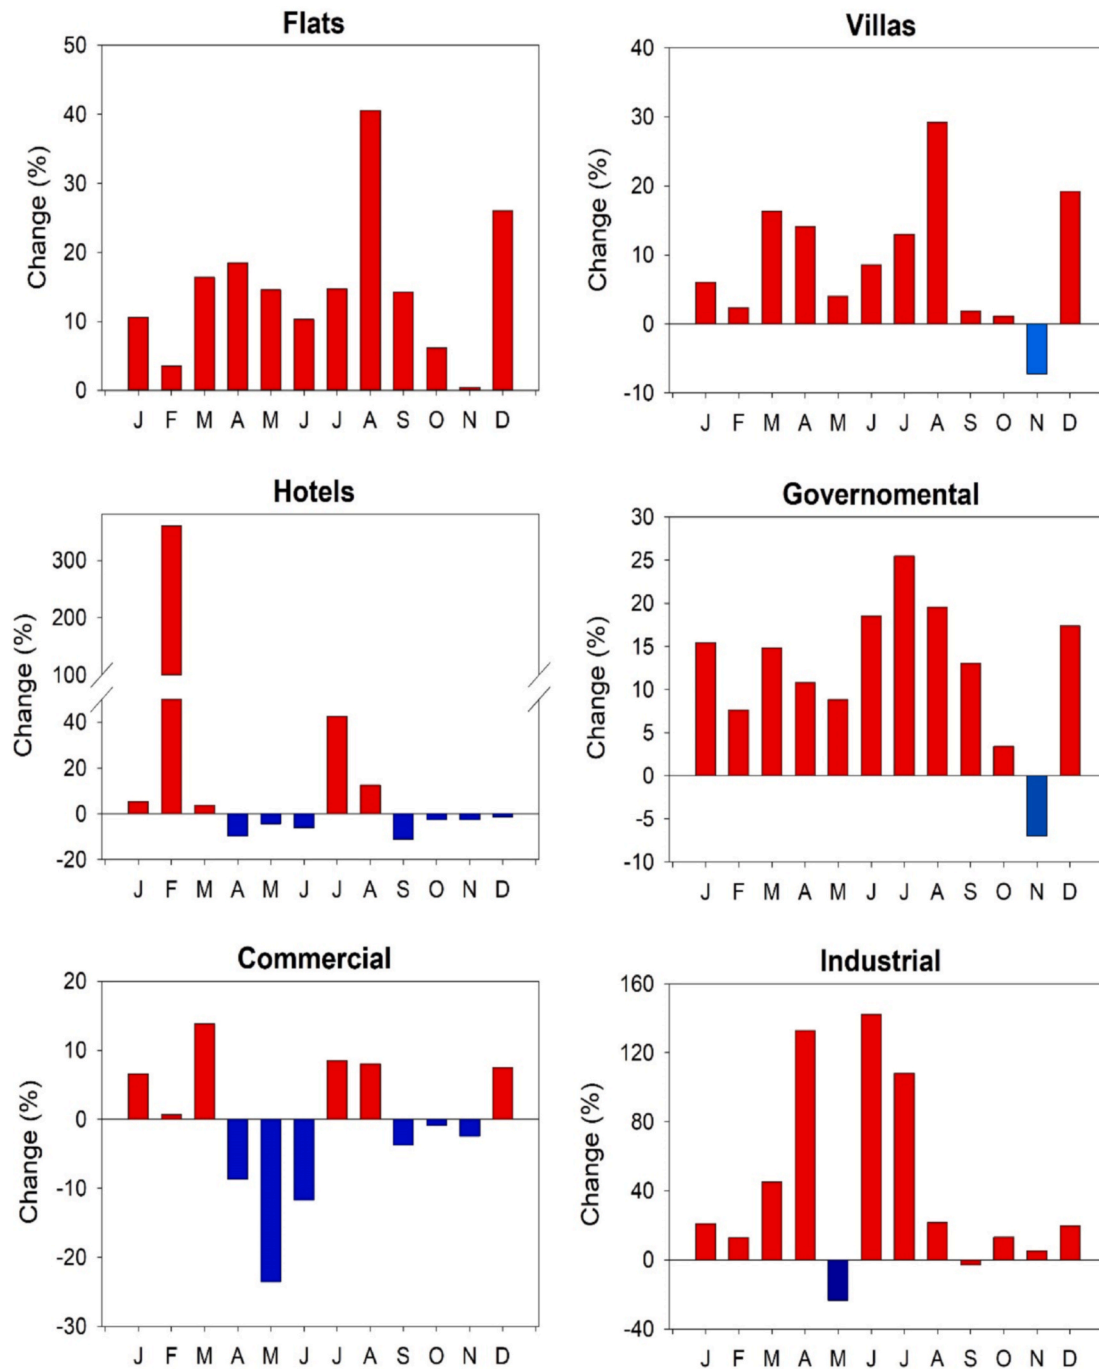 Flats
Change (%)
50
40
30
20
10
0
J F M A M J J A S O N D
Villas
Change (%)
40
30
20
10
0
-10
J F M A M J J A S O N D
Hotels
Change (%)
300
200
100
40
20
0
-20
J F M A M J J A S O N D
Governomental
Change (%)
30
25
20
15
10
5
0
-5
-10
J F M A M J J A S O N D
Commercial
Change (%)
20
10
0
-10
-20
-30
J F M A M J J A S O N D
Industrial
Change (%)
160
120
80
40
0
-40
J F M A M J J A S O N D